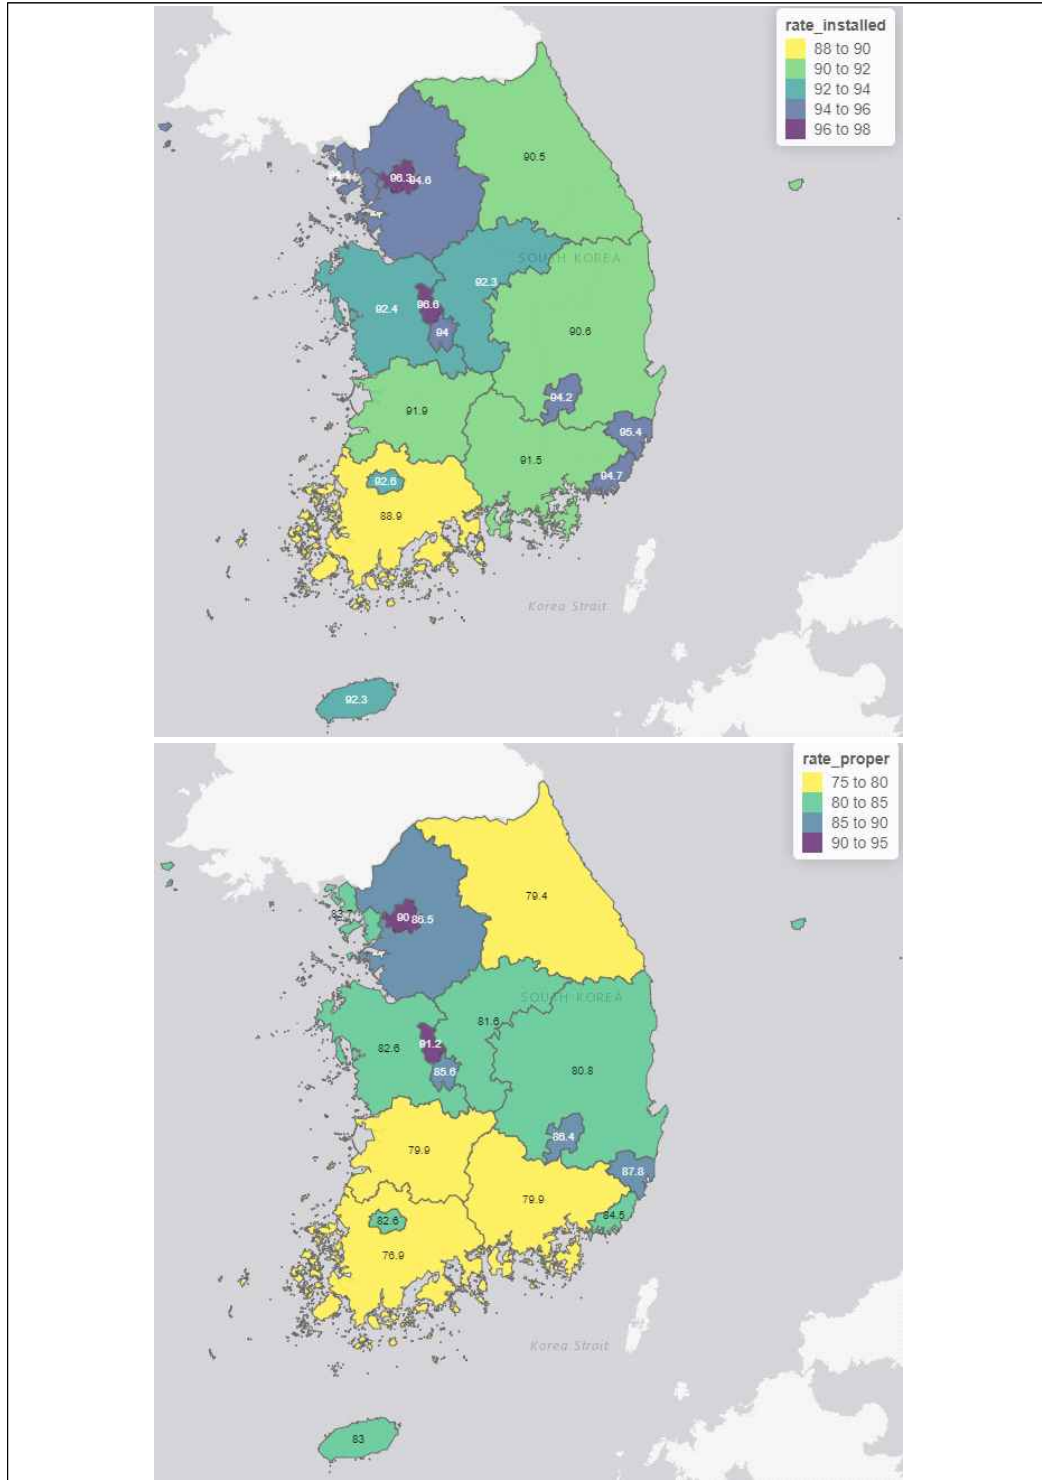 rate_installed
88 to 90
90 to 92
92 to 94
94 to 96
96 to 98
90.5
96.3
94.6
SOUTH KOREA
92.3
92.4
96.6
94
90.6
94.2
91.9
95.4
91.5
94.7
92.6
88.9
Korea Strait
92.3
rate_proper
75 to 80
80 to 85
85 to 90
90 to 95
79.4
90
86.5
SOUTH KOREA
81.6
82.6
91.2
85.6
80.8
86.4
79.9
87.8
79.9
84.5
82.6
76.9
Korea Strait
83